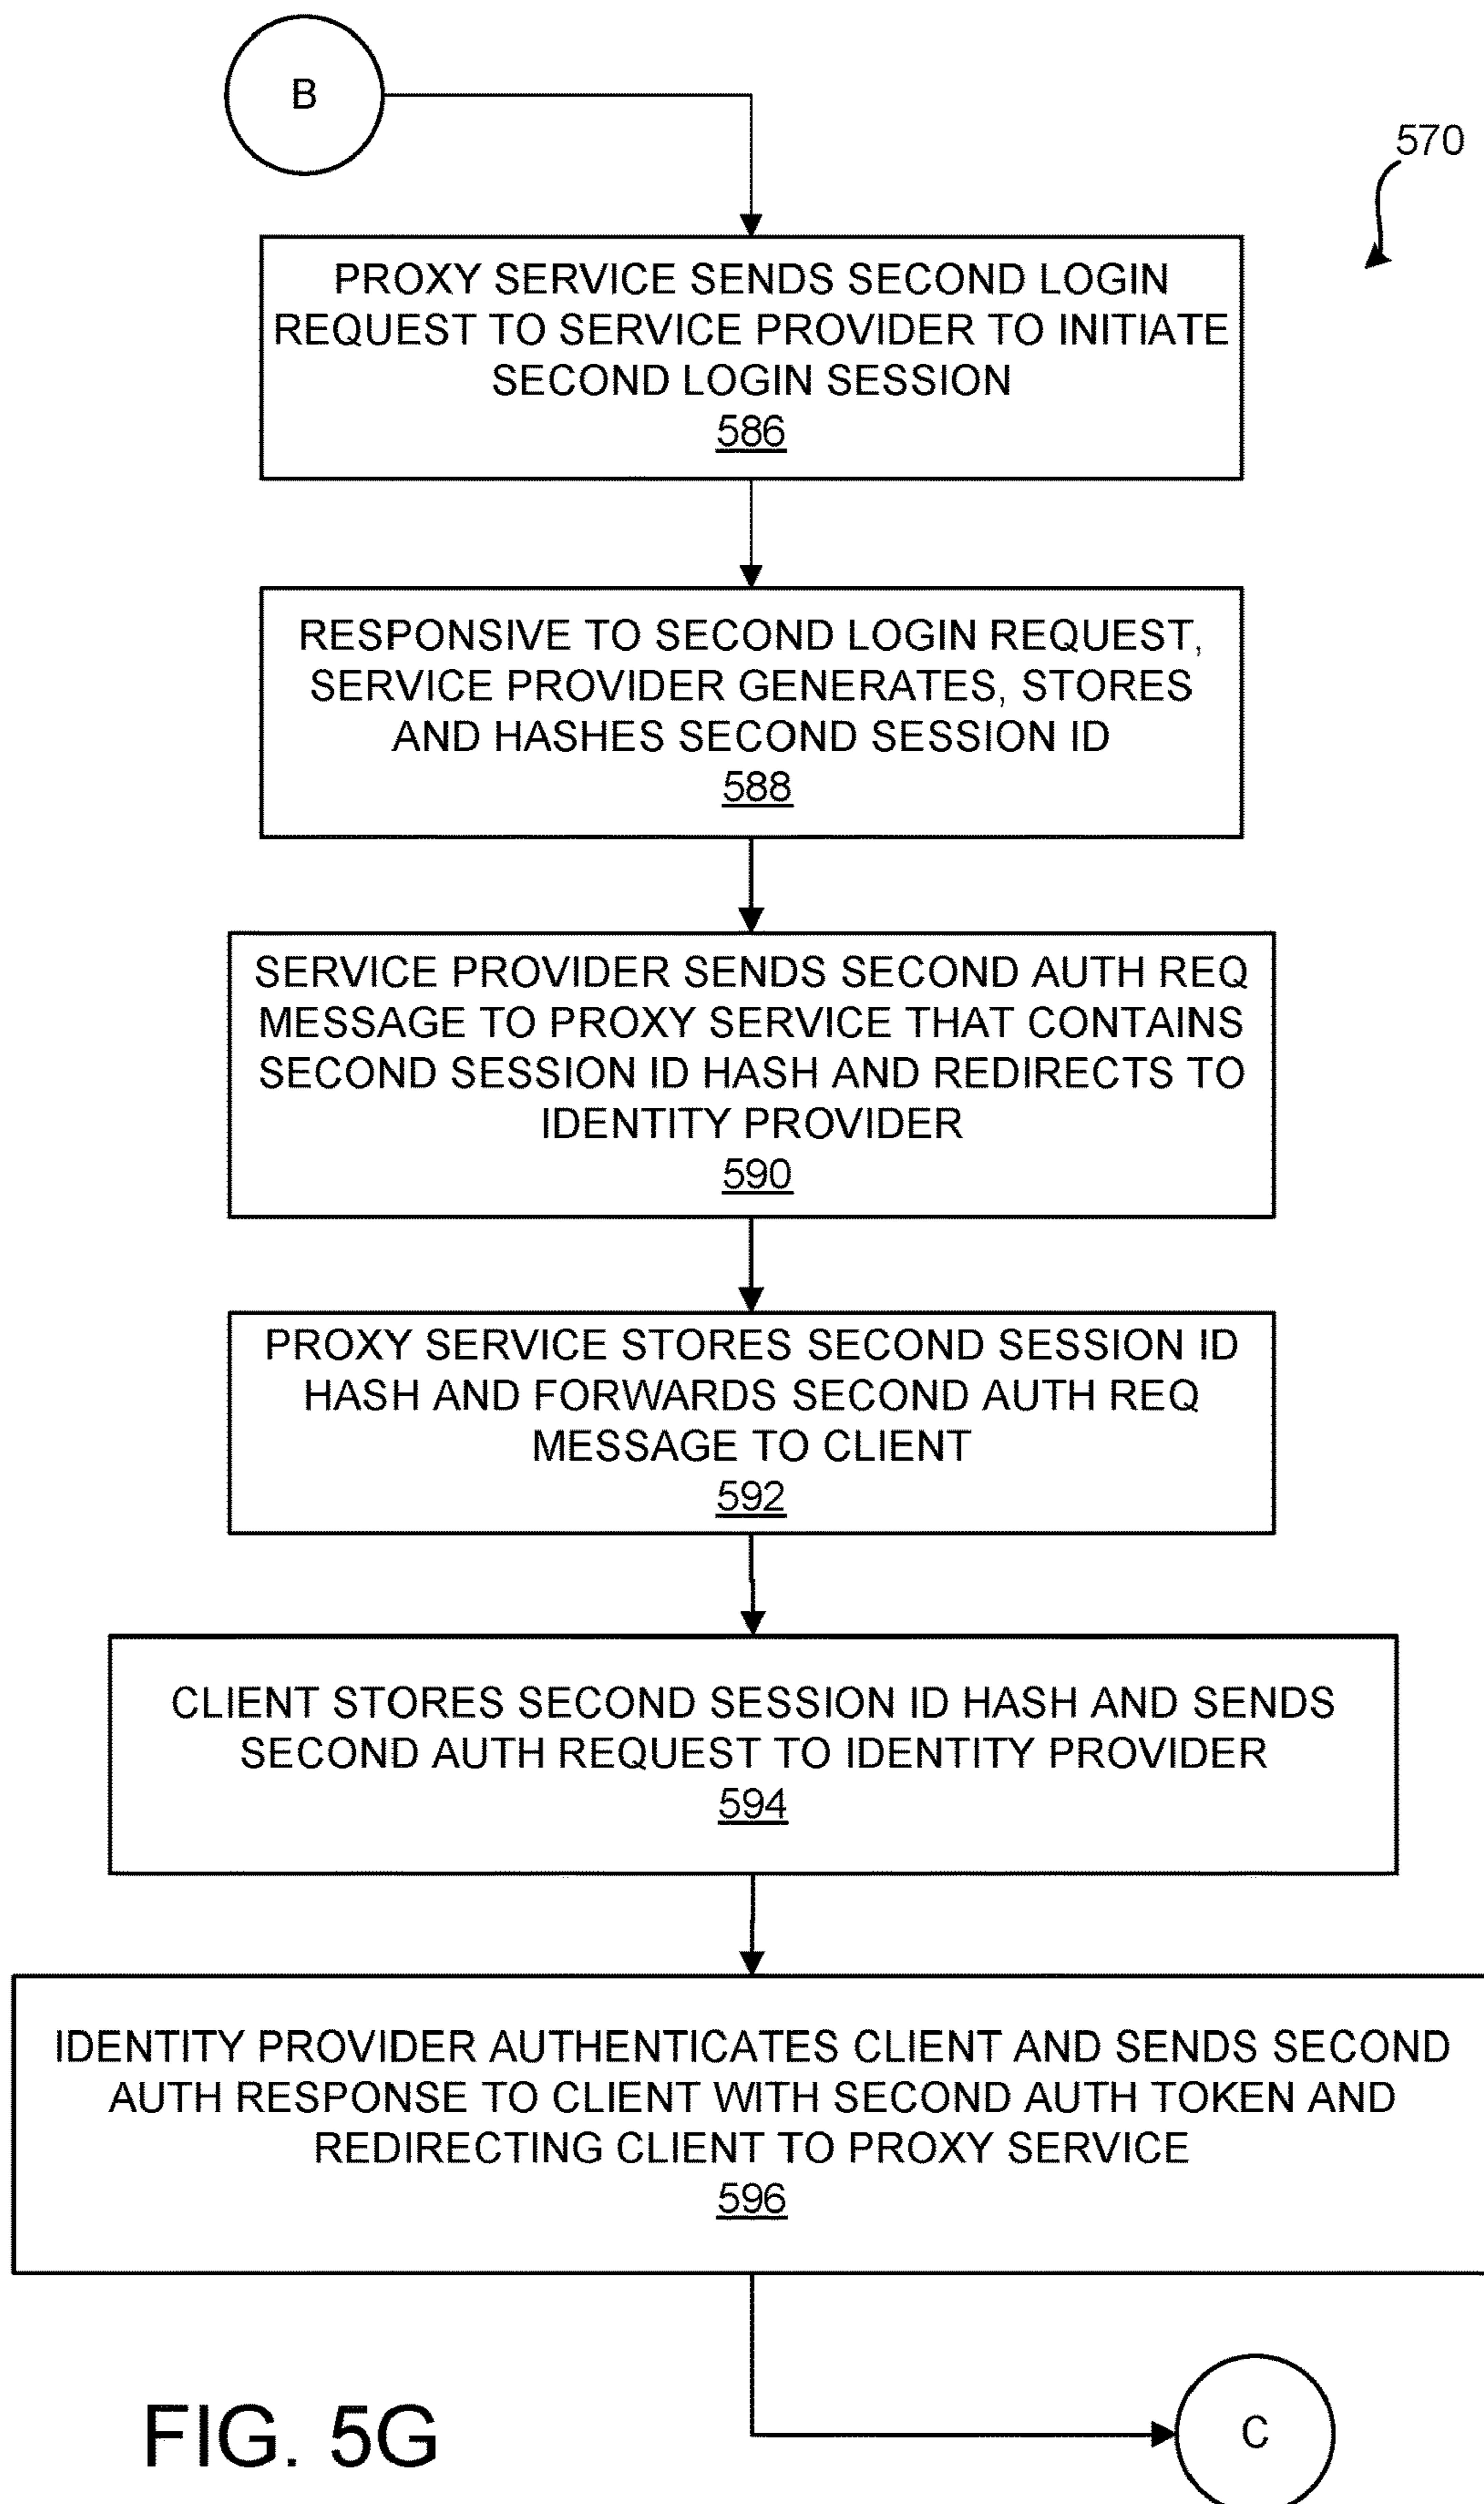 B
570
PROXY SERVICE SENDS SECOND LOGIN
REQUEST TO SERVICE PROVIDER TO INITIATE
SECOND LOGIN SESSION
586
RESPONSIVE TO SECOND LOGIN REQUEST,
SERVICE PROVIDER GENERATES, STORES
AND HASHES SECOND SESSION ID
588
SERVICE PROVIDER SENDS SECOND AUTH REQ
MESSAGE TO PROXY SERVICE THAT CONTAINS
SECOND SESSION ID HASH AND REDIRECTS TO
IDENTITY PROVIDER
590
PROXY SERVICE STORES SECOND SESSION ID
HASH AND FORWARDS SECOND AUTH REQ
MESSAGE TO CLIENT
592
CLIENT STORES SECOND SESSION ID HASH AND SENDS
SECOND AUTH REQUEST TO IDENTITY PROVIDER
594
IDENTITY PROVIDER AUTHENTICATES CLIENT AND SENDS SECOND
AUTH RESPONSE TO CLIENT WITH SECOND AUTH TOKEN AND
REDIRECTING CLIENT TO PROXY SERVICE
596
FIG. 5G
C